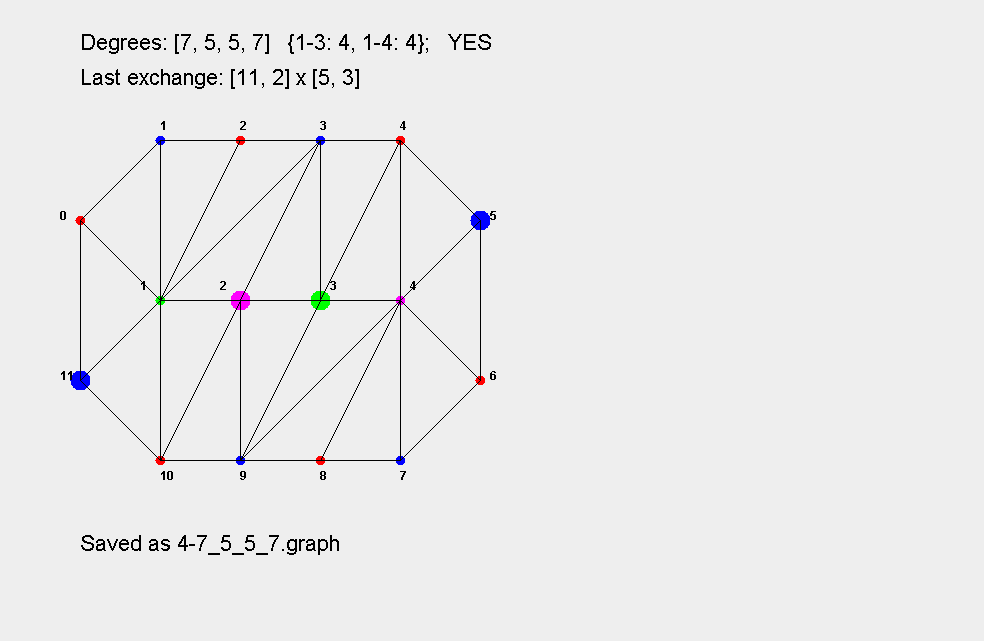 Degrees: [7, 5, 5, 7]   {1-3: 4, 1-4: 4};   YES
Last exchange: [11, 2] x [5, 3]
1 2 3 4
0 5
1 2 3 4
11 6
10 9 8 7
Saved as 4-7_5_5_7.graph